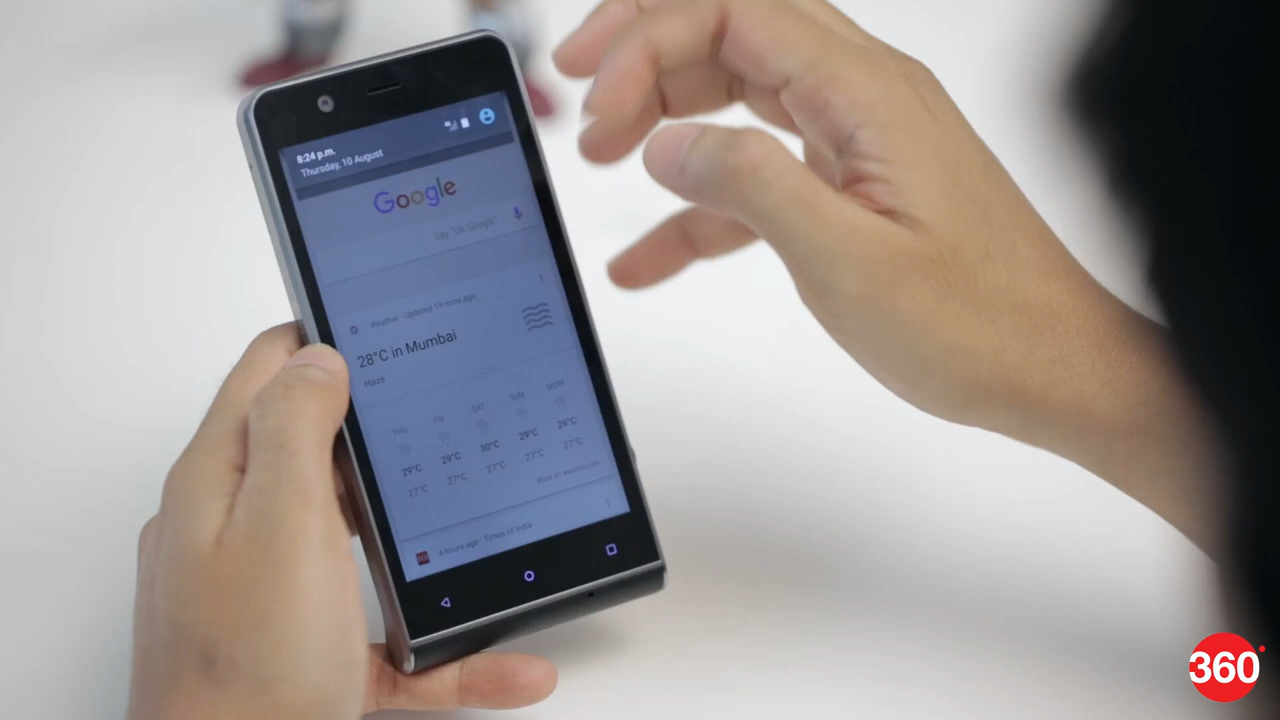 8:24 p.m.
Thursday, 10 August
Google
Say "Ok Google"
Weather · Updated 19 mins ago
28°C in Mumbai
Haze
THU FRI SAT SUN MON
29°C 29°C 30°C 29°C 29°C
27°C 27°C 27°C 27°C 27°C
More on weather.com
4 hours ago · Times of India
360